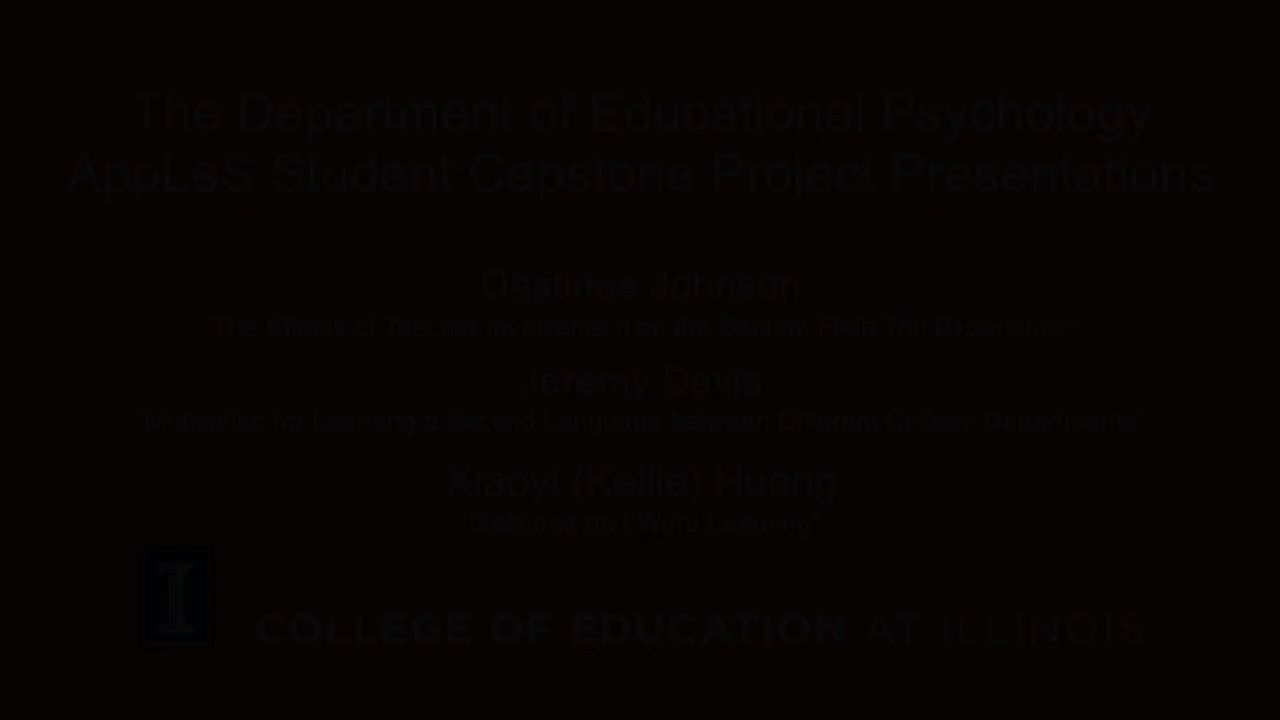 The Department of Educational Psychology
AppLeS Student Capstone Project Presentations
Destinee Johnson
"The Effects of Teacher Involvement on the Student Field Trip Experience"
Jeremy Davis
"Motivation for Learning a Second Language between Different College Departments"
Xiaoyi (Kellie) Huang
"Gestures and Word Learning"
I
COLLEGE OF EDUCATION AT ILLINOIS